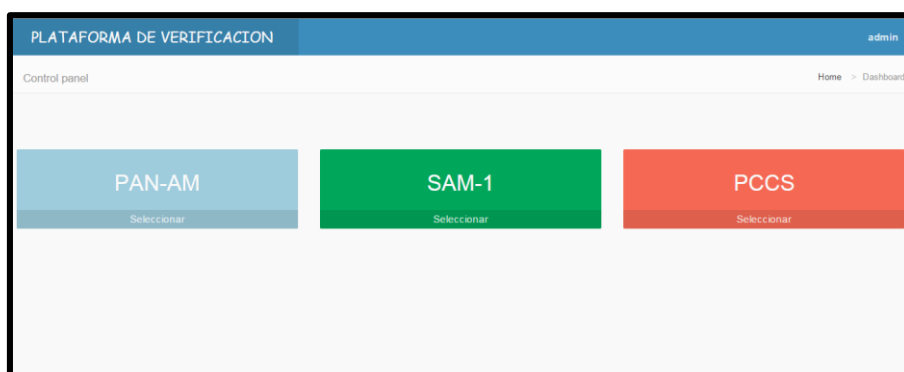 PLATAFORMA DE VERIFICACION
admin
Control panel
Home > Dashboard
PAN-AM
Seleccionar
SAM-1
Seleccionar
PCCS
Seleccionar